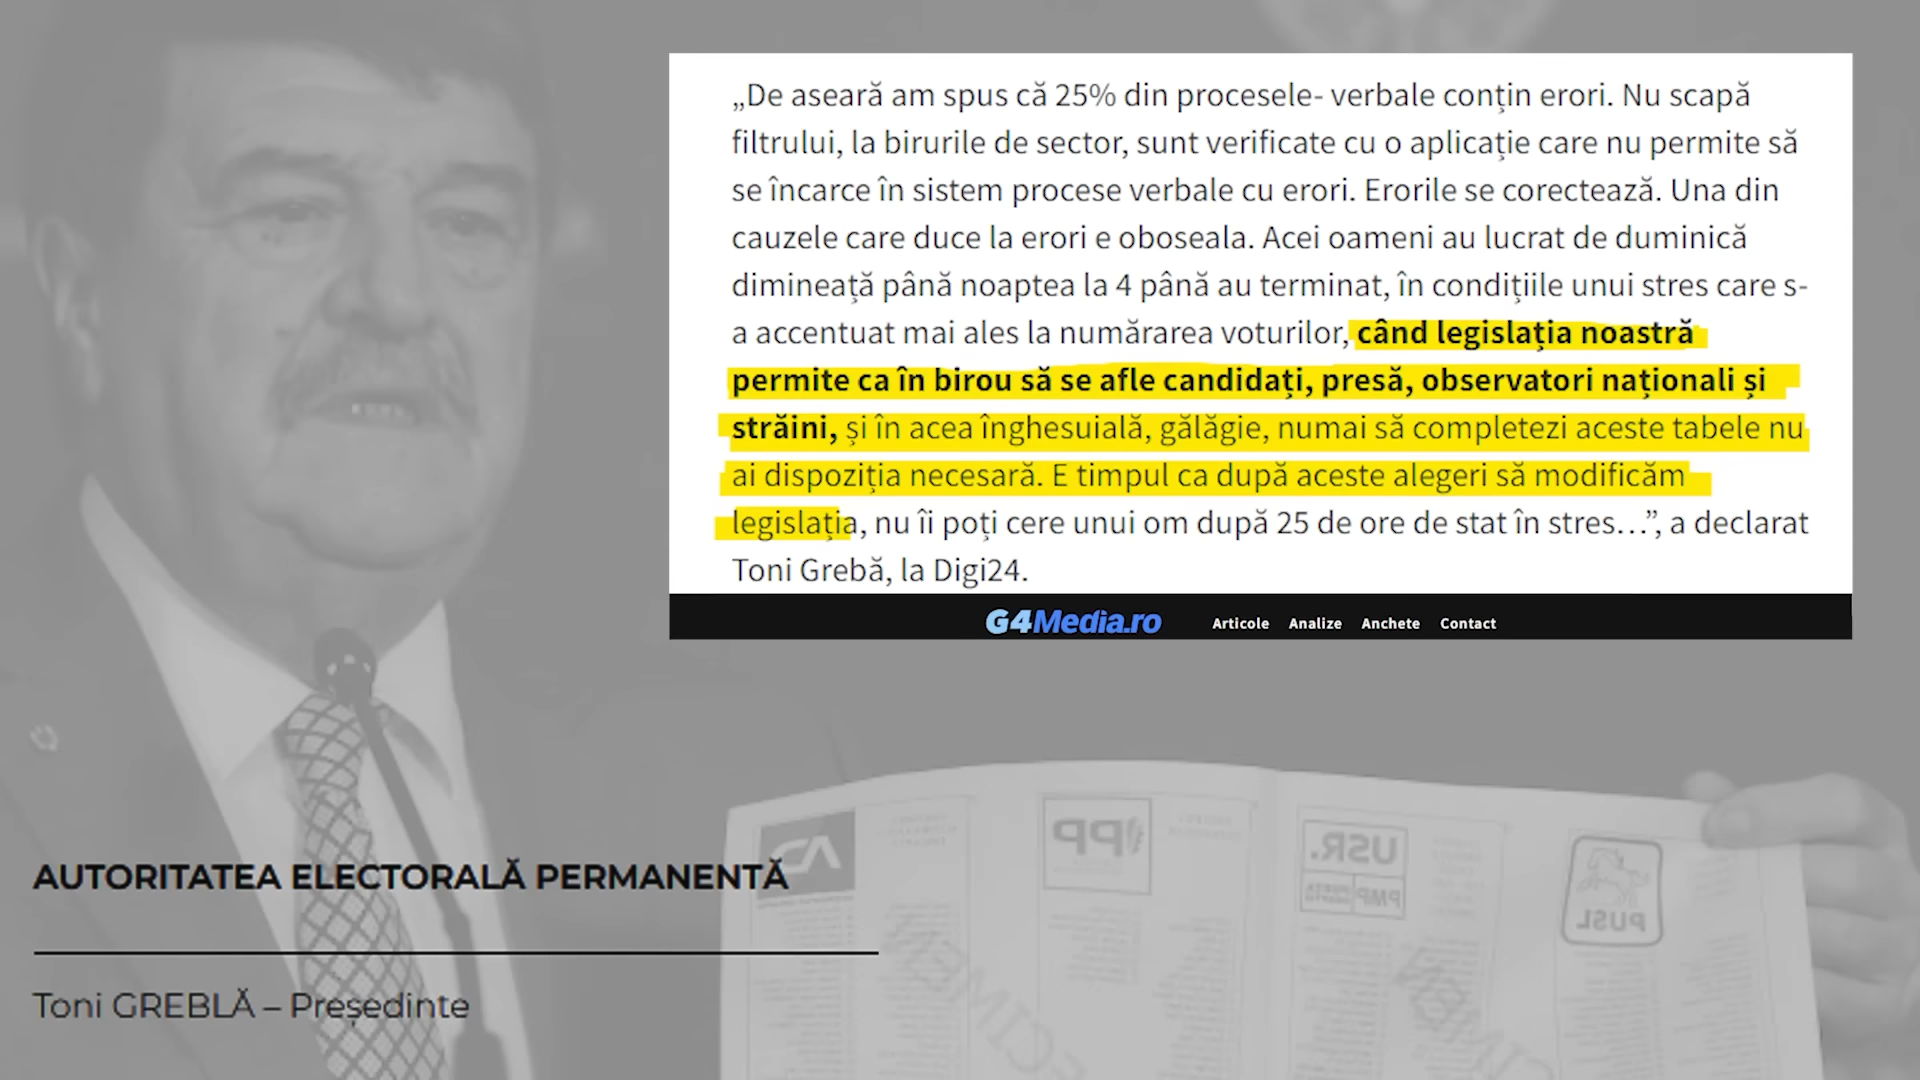 „De aseară am spus că 25% din procesele- verbale conțin erori. Nu scapă
filtrului, la birurile de sector, sunt verificate cu o aplicație care nu permite să
se încarce în sistem procese verbale cu erori. Erorile se corectează. Una din
cauzele care duce la erori e oboseala. Acei oameni au lucrat de duminică
dimineață până noaptea la 4 până au terminat, în condițiile unui stres care s-
a accentuat mai ales la numărarea voturilor, când legislația noastră
permite ca în birou să se afle candidați, presă, observatori naționali și
străini, și în acea înghesuială, gălăgie, numai să completezi aceste tabele nu
ai dispoziția necesară. E timpul ca după aceste alegeri să modificăm
legislația, nu îi poți cere unui om după 25 de ore de stat în stres…”, a declarat
Toni Grebă, la Digi24.
G4Media.ro Articole Analize Anchete Contact
AUTORITATEA ELECTORALĂ PERMANENTĂ
Toni GREBLĂ – Președinte
USR.
PMP
PUSL